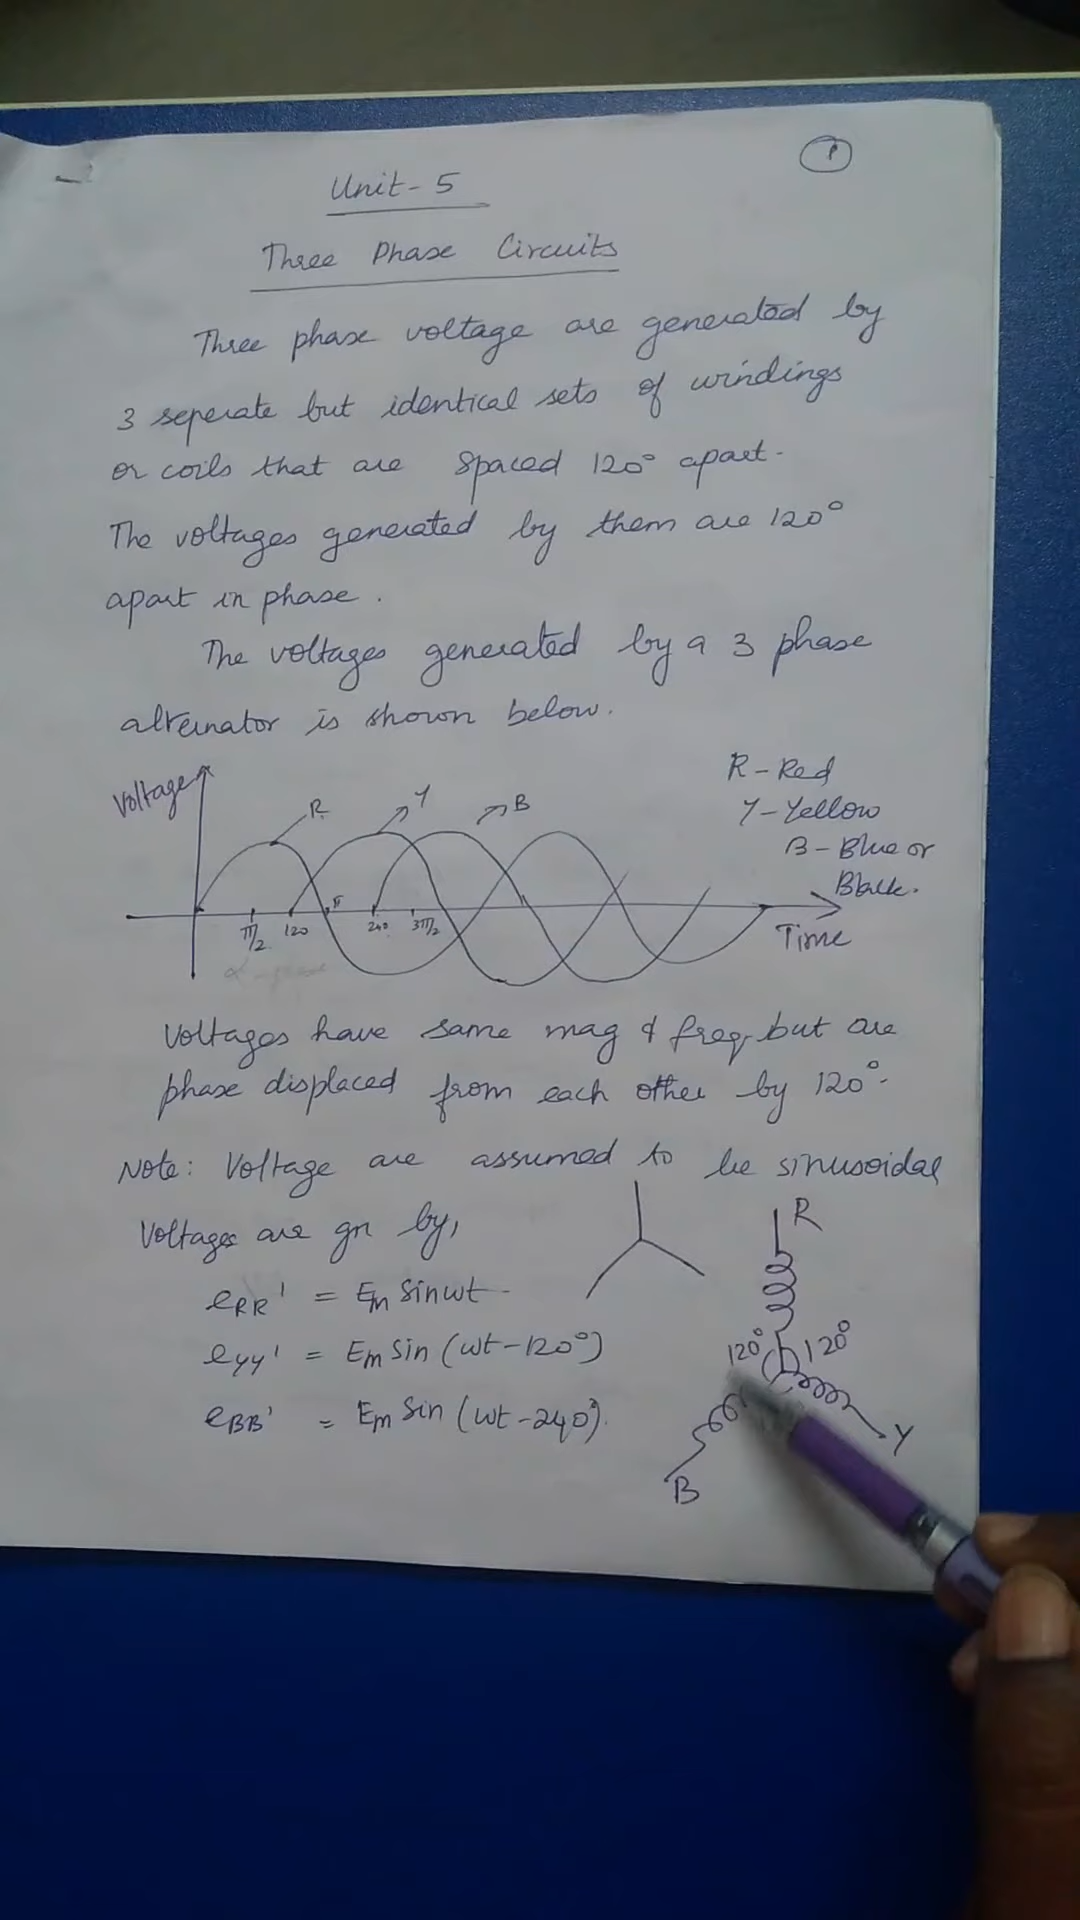 1
Unit-5
Three Phase Circuits
Three phase voltage are generated by
3 seperate but identical sets of windings
or coils that are spaced 120° apart.
The voltages generated by them are 120°
apart in phase.
The voltages generated by a 3 phase
alternator is shown below.
Voltage
R
Y
B
R-Red
Y-Yellow
B-Blue or
Black.
π/2
120
π
240
3π/2
Time
Voltages have same mag & freq, but are
phase displaced from each other by 120°.
Note: Voltage are assumed to be sinusoidal
Voltages are gn by,
eRR' = Em sin wt
eYY' = Em sin (wt-120°)
eBB' = Em sin (wt-240°).
R
120°
120°
Y
B